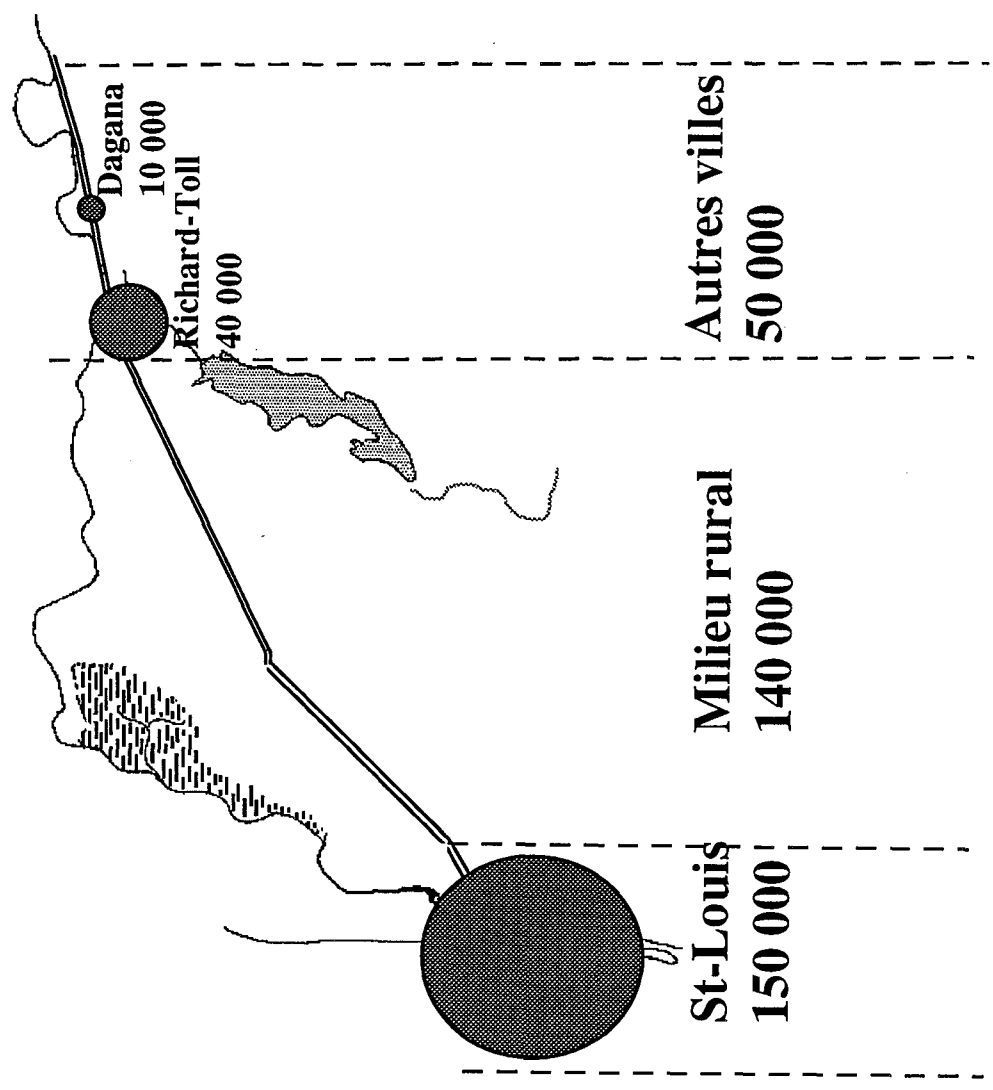 Dagana
10 000
Richard-Toll
40 000
St-Louis
150 000
Milieu rural
140 000
Autres villes
50 000